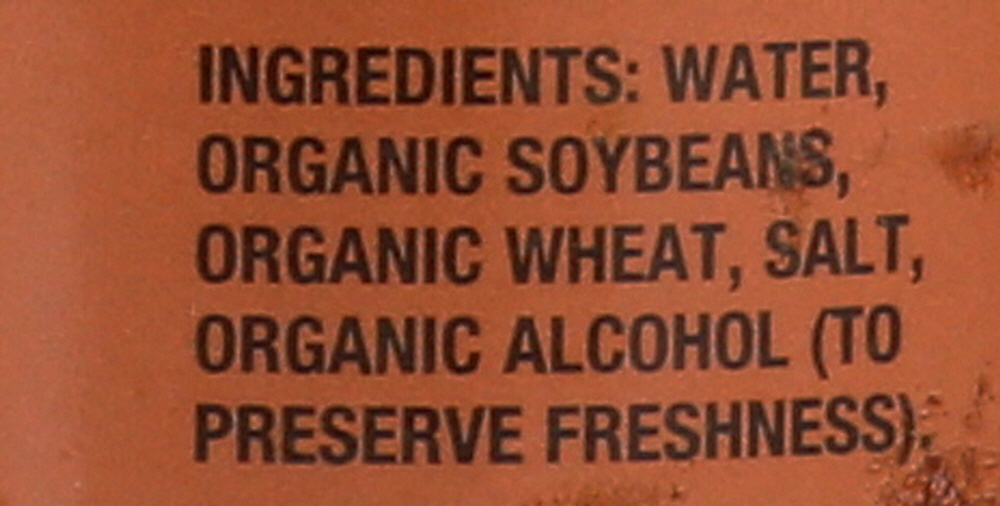 INGREDIENTS: WATER,
ORGANIC SOYBEANS,
ORGANIC WHEAT, SALT,
ORGANIC ALCOHOL (TO
PRESERVE FRESHNESS).